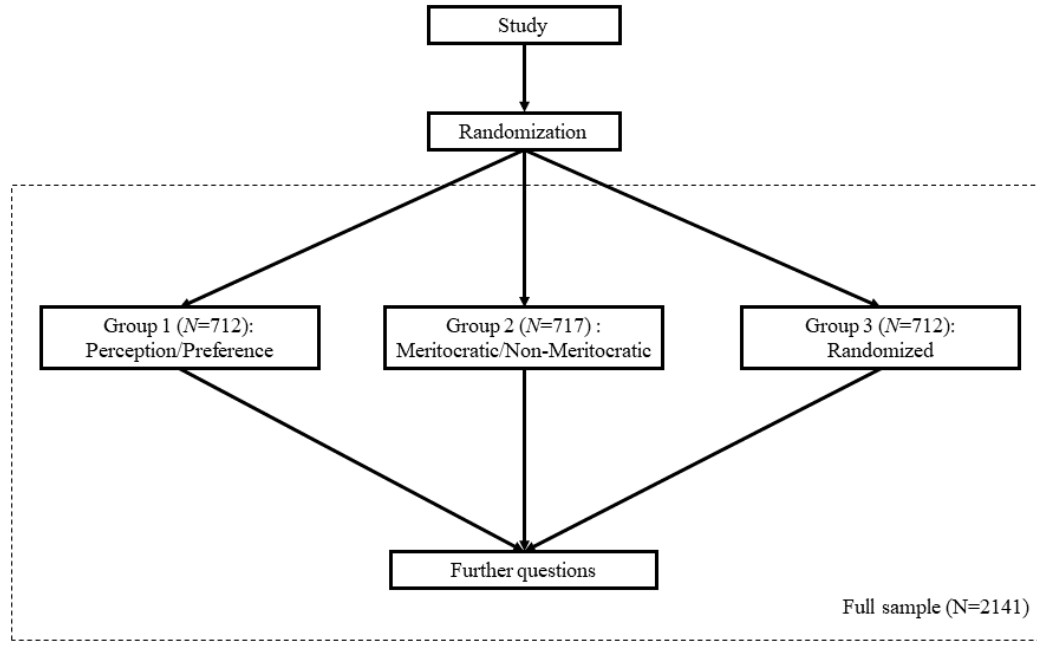 Study
Randomization
Group 1 (N=712):
Perception/Preference
Group 2 (N=717) :
Meritocratic/Non-Meritocratic
Group 3 (N=712):
Randomized
Further questions
Full sample (N=2141)